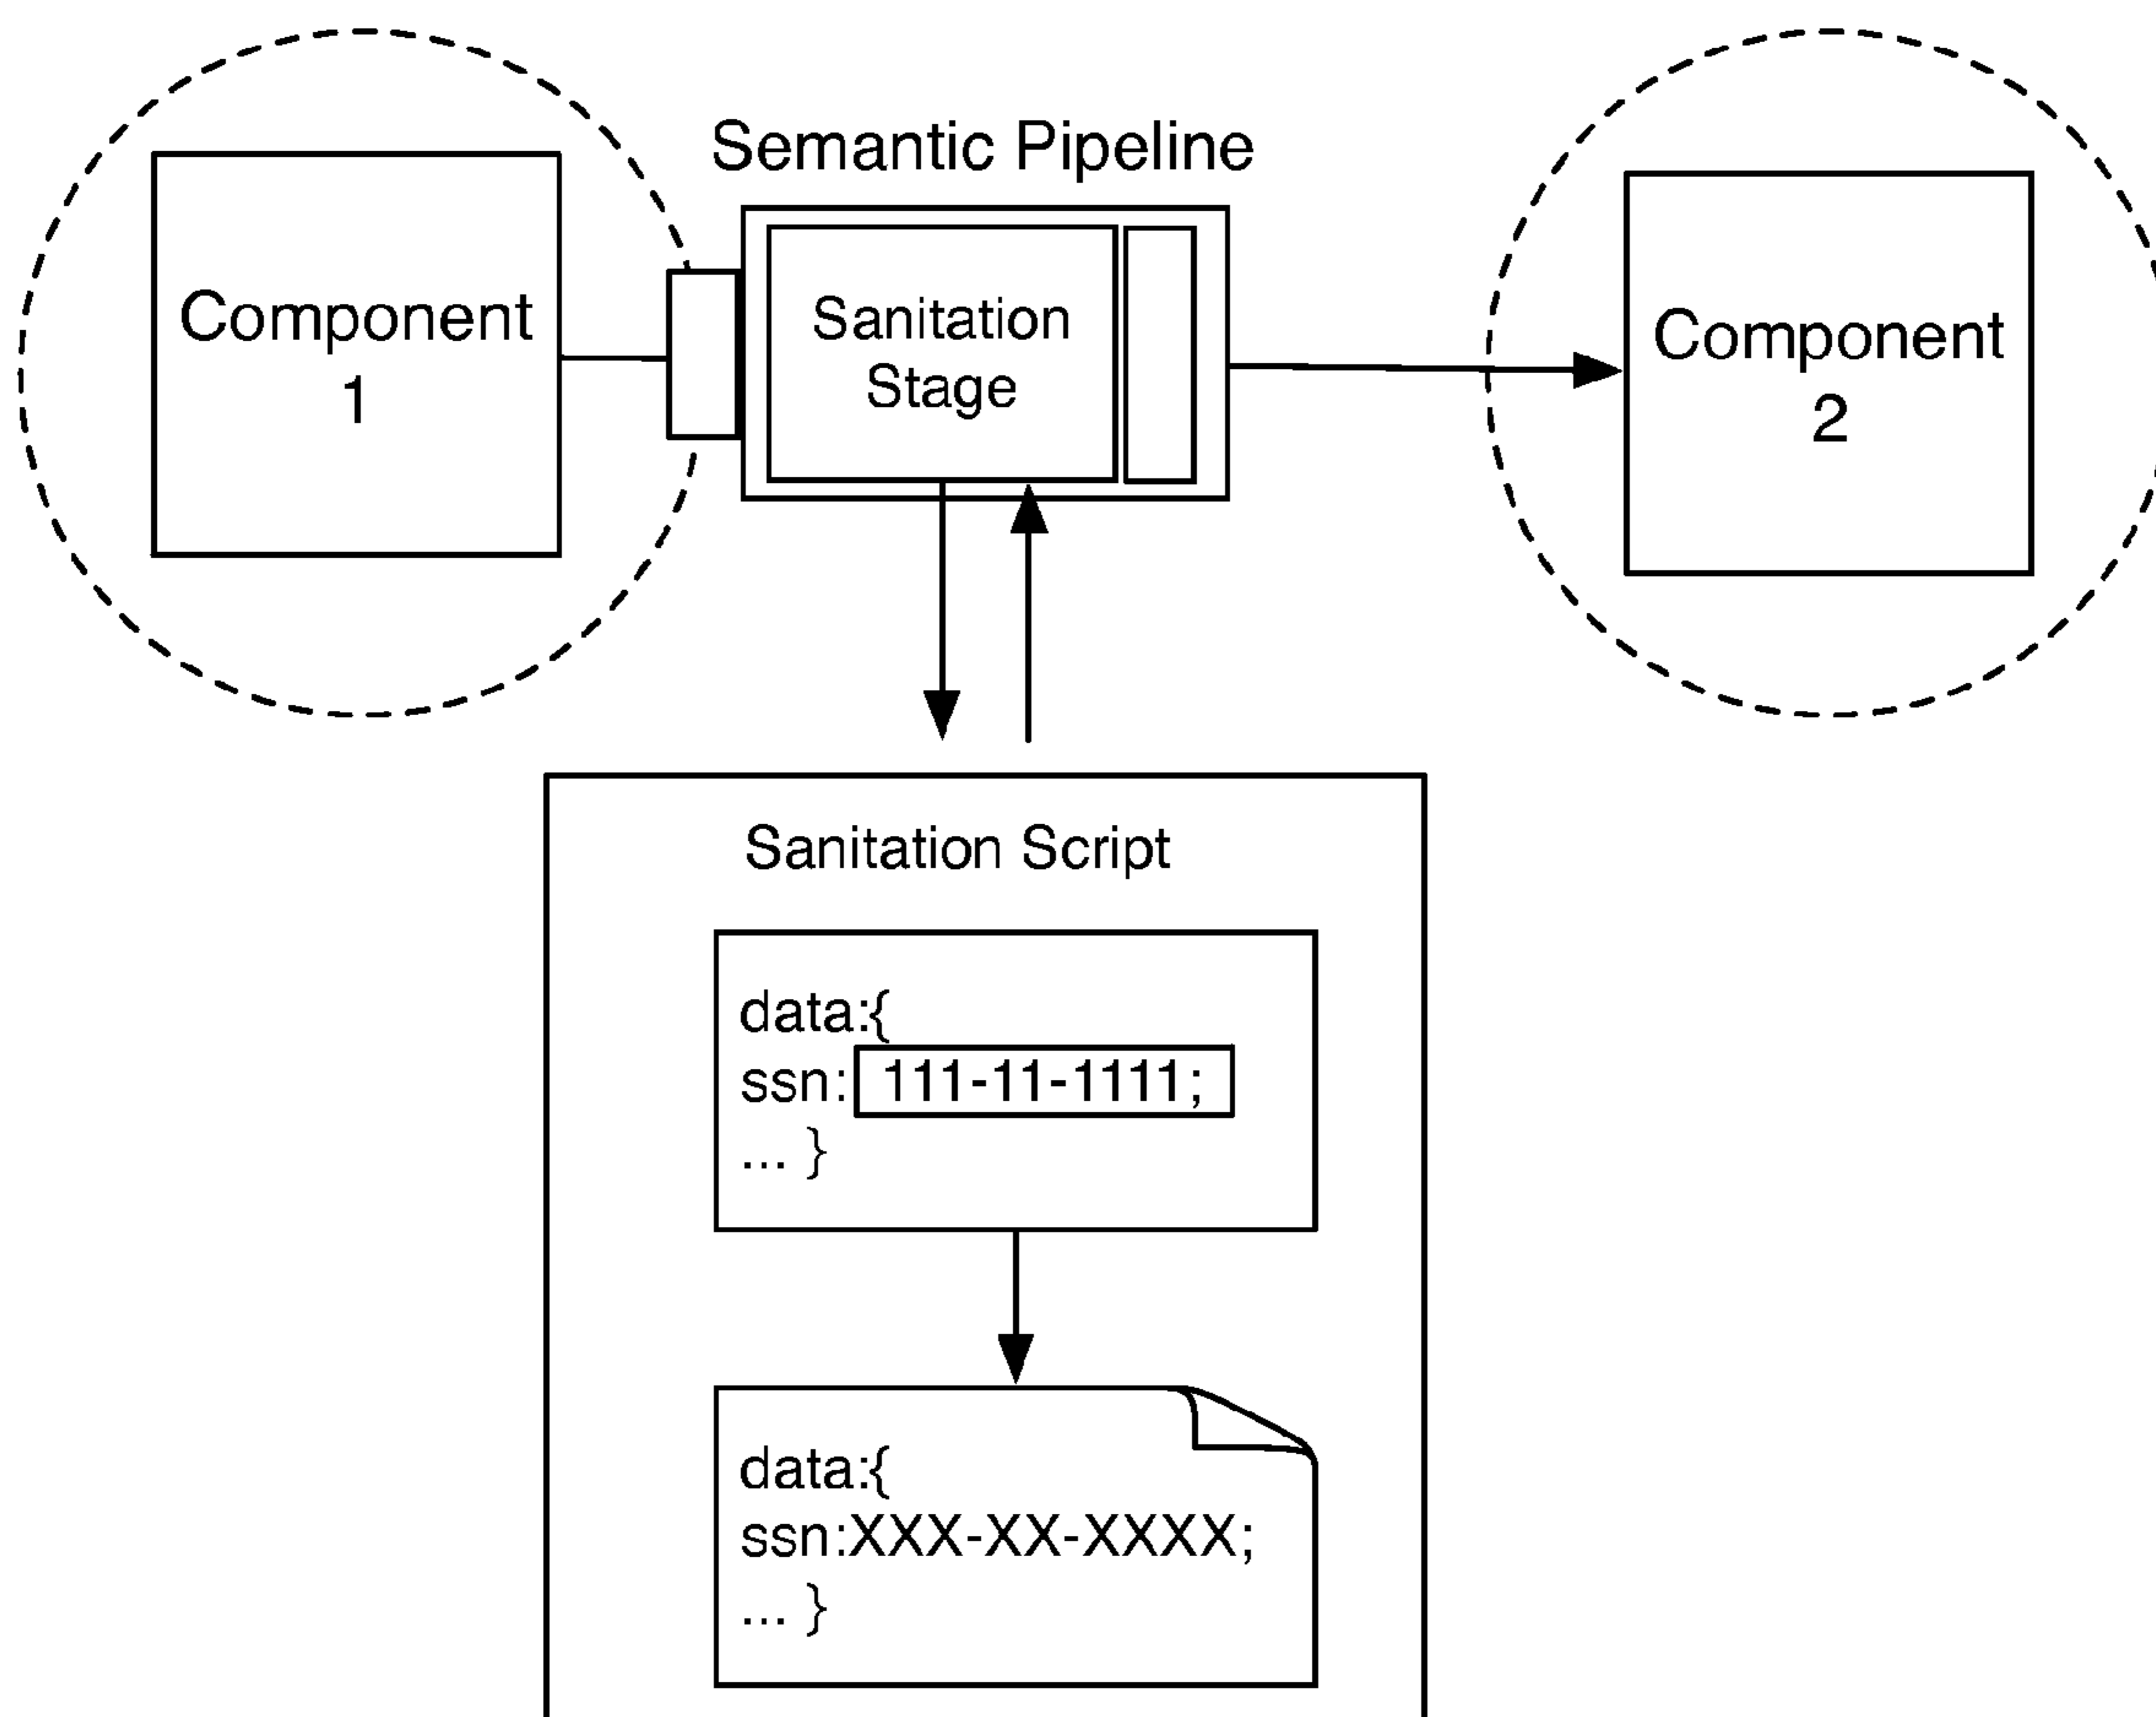 Semantic Pipeline
Component
1
Sanitation
Stage
Component
2
Sanitation Script
data:{
ssn: 111-11-1111;
... }
data:{
ssn:XXX-XX-XXXX;
... }